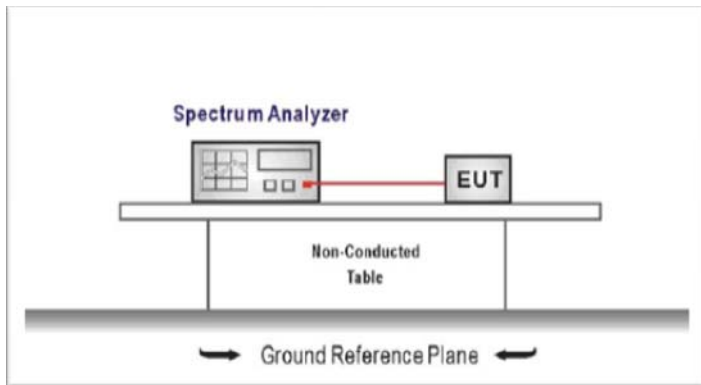 Spectrum Analyzer
EUT
Non-Conducted
Table
Ground Reference Plane